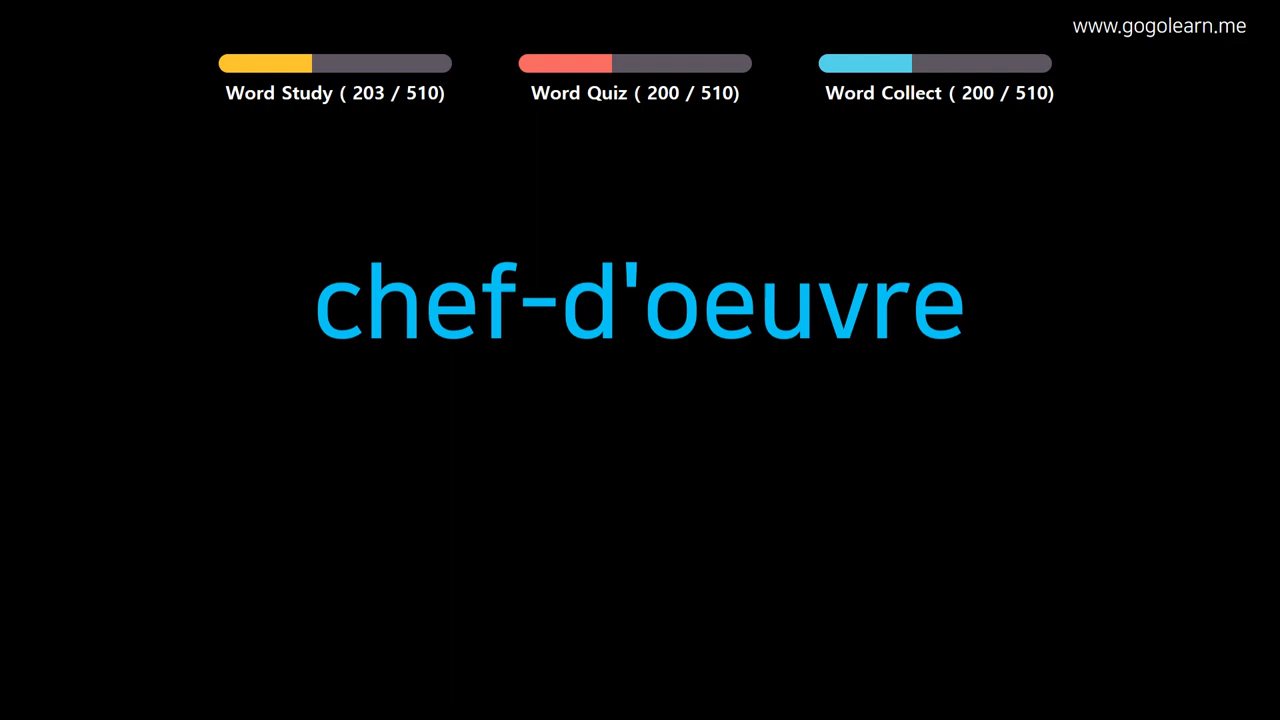 www.gogolearn.me
Word Study ( 203 / 510)
Word Quiz ( 200 / 510)
Word Collect ( 200 / 510)
chef-d'oeuvre